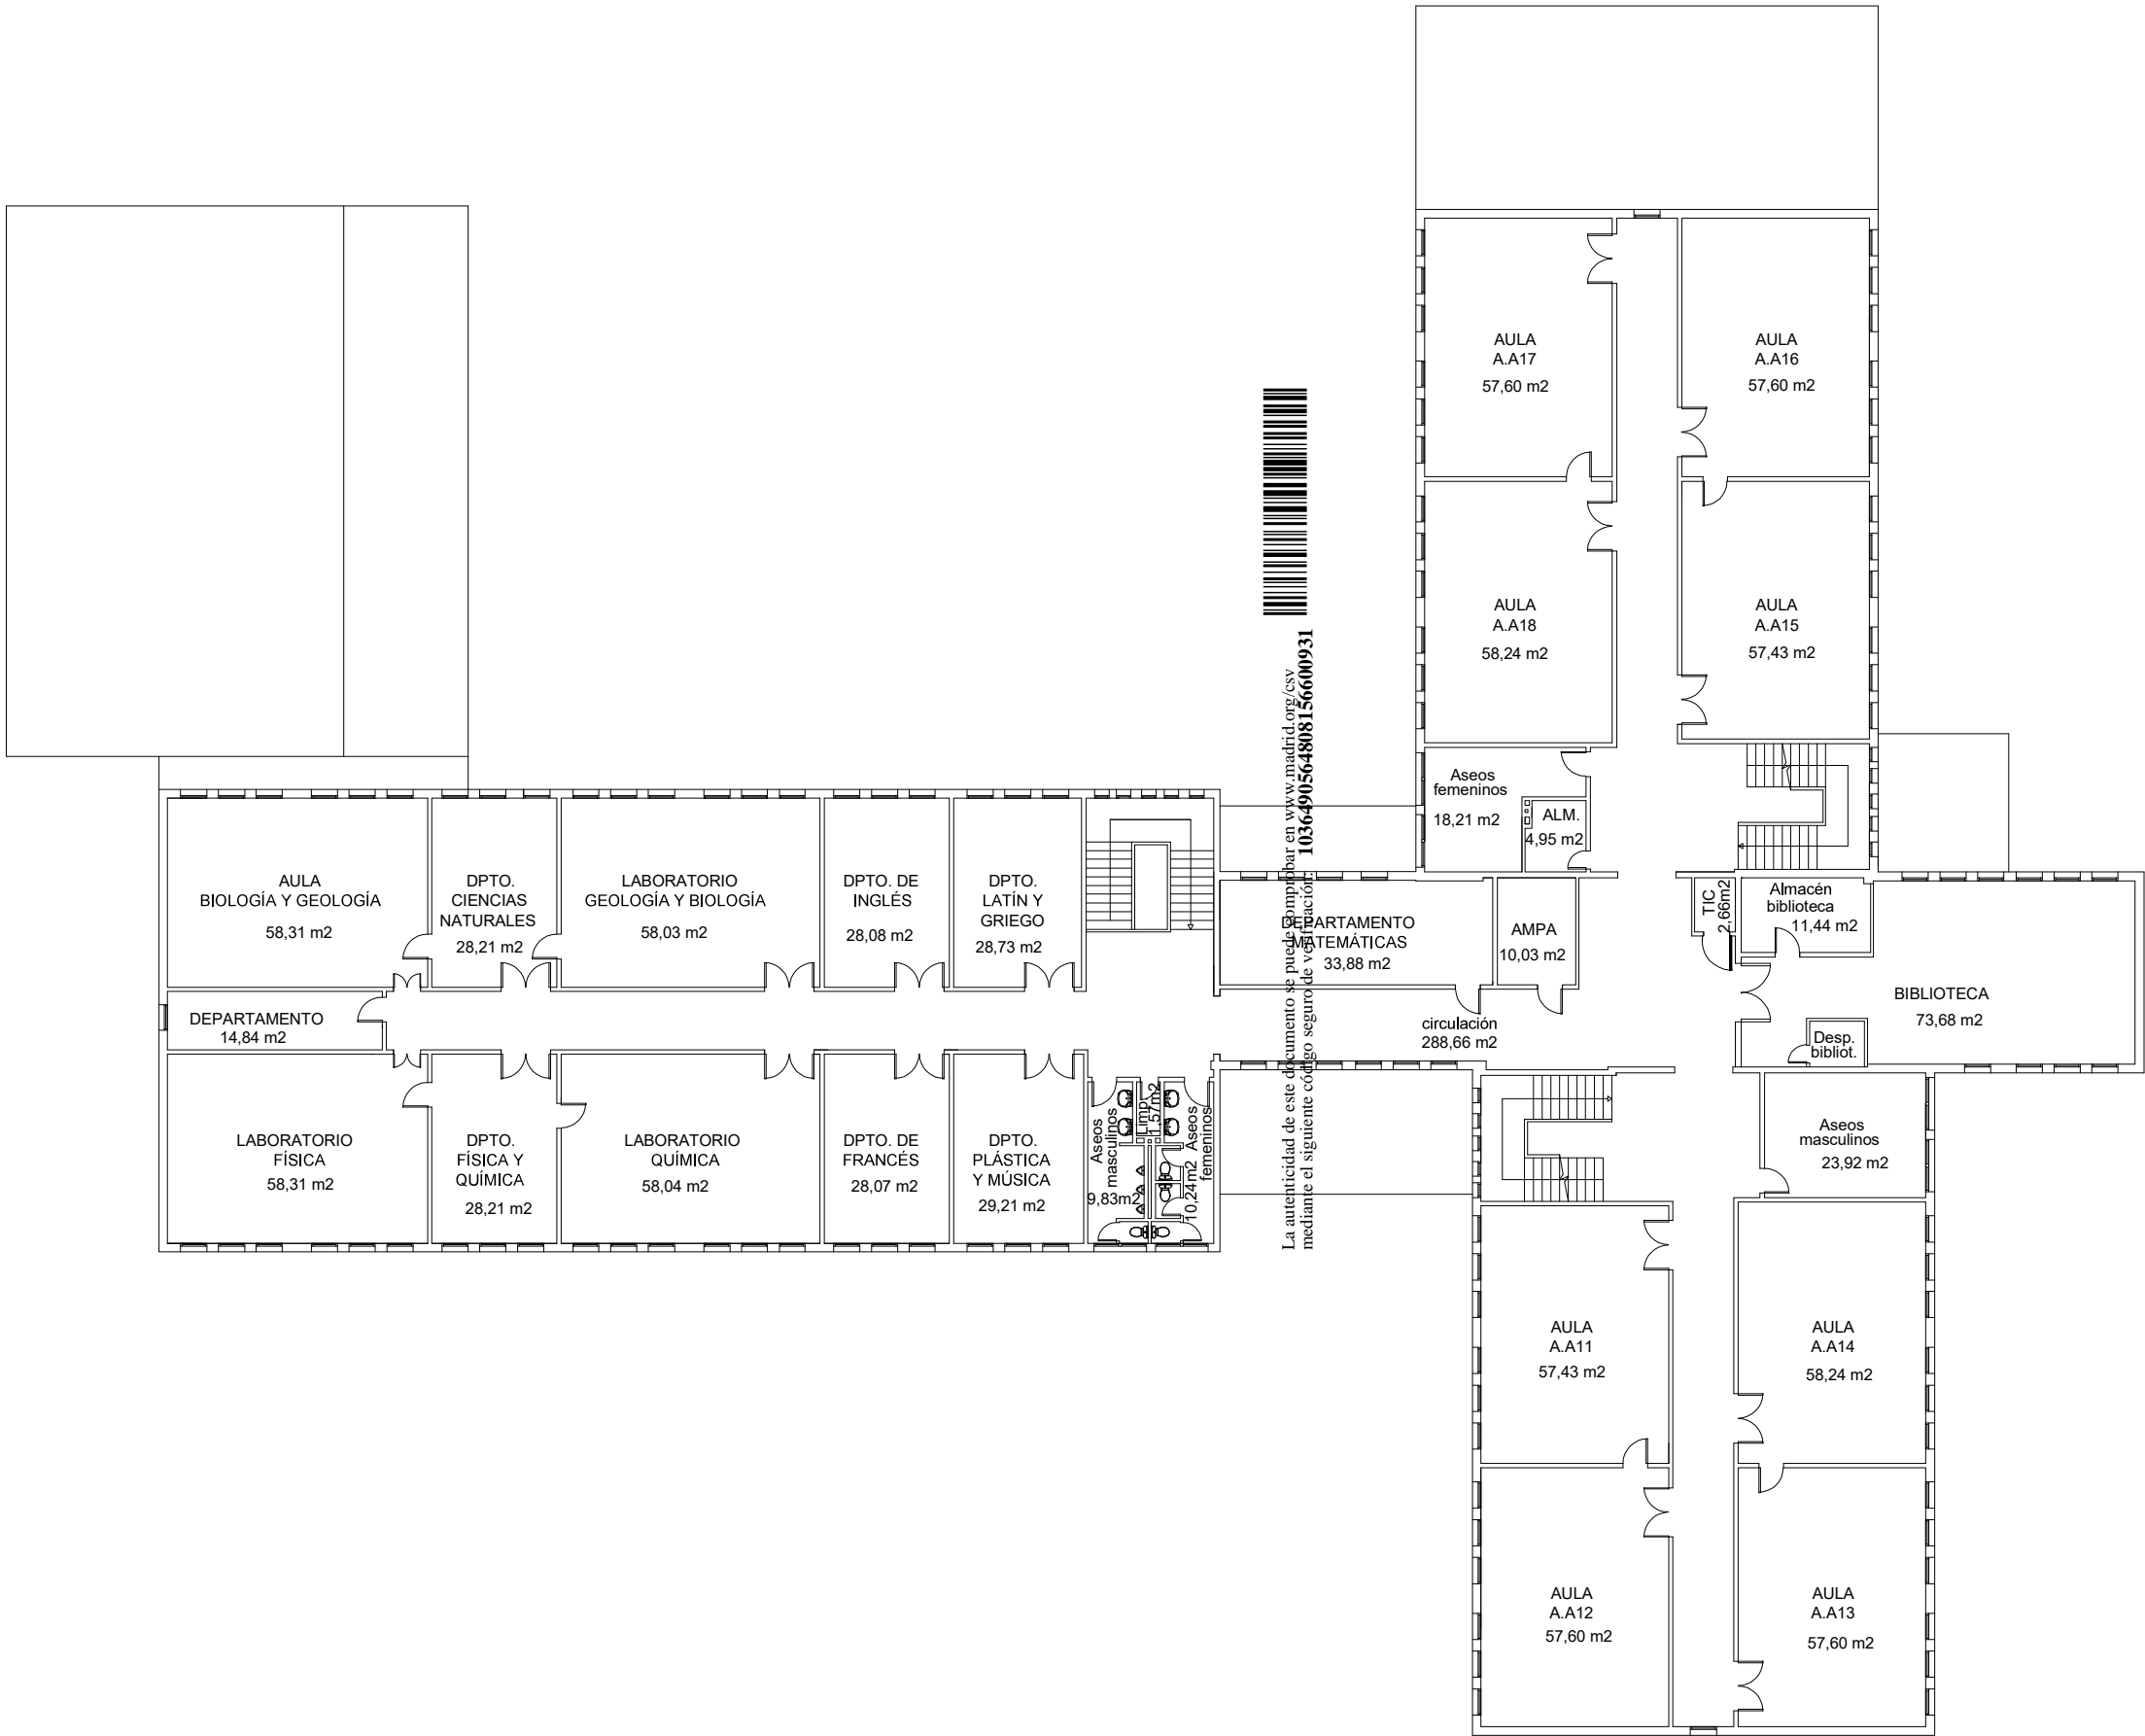 AULA
A.A17
57,60 m2
AULA
A.A16
57,60 m2
AULA
A.A18
58,24 m2
AULA
A.A15
57,43 m2
Aseos
femeninos
18,21 m2
ALM.
4,95 m2
AULA
BIOLOGÍA Y GEOLOGÍA
58,31 m2
DPTO.
CIENCIAS
NATURALES
28,21 m2
LABORATORIO
GEOLOGÍA Y BIOLOGÍA
58,03 m2
DPTO. DE
INGLÉS
28,08 m2
DPTO.
LATÍN Y
GRIEGO
28,73 m2
DEPARTAMENTO
MATEMÁTICAS
33,88 m2
AMPA
10,03 m2
TIC
2,66m2
Almacén
biblioteca
11,44 m2
BIBLIOTECA
73,68 m2
Desp.
bibliot.
DEPARTAMENTO
14,84 m2
circulación
288,66 m2
LABORATORIO
FÍSICA
58,31 m2
DPTO.
FÍSICA Y
QUÍMICA
28,21 m2
LABORATORIO
QUÍMICA
58,04 m2
DPTO. DE
FRANCÉS
28,07 m2
DPTO.
PLÁSTICA
Y MÚSICA
29,21 m2
Aseos
masculinos
9,83m2
Limp.
1,57m2
Aseos
femeninos
10,24m2
Aseos
masculinos
23,92 m2
AULA
A.A11
57,43 m2
AULA
A.A14
58,24 m2
AULA
A.A12
57,60 m2
AULA
A.A13
57,60 m2
La autenticidad de este documento se puede comprobar en www.madrid.org/csv
mediante el siguiente código seguro de verificación: 1036490564808156600931